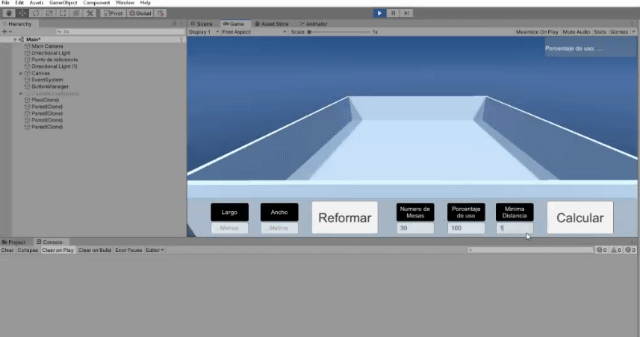 File Edit Assets GameObject Component Window Help
Pivot Global
Hierarchy
Scene Game Asset Store Animator
Display 1 Free Aspect Scale 1x Maximize On Play Mute Audio Stats Gizmos
Main*
Main Camera
Directional Light
Punto de referencia
Directional Light (1)
Canvas
EventSystem
ButtonManager
Piso(Clone)
Pared(Clone)
Pared(Clone)
Pared(Clone)
Pared(Clone)
Porcentaje de uso: ...
Largo
Metros
Ancho
Metros
Reformar
Numero de Mesas
30
Porcentaje de uso
100
Minima Distancia
1
Calcular
Project Console
Clear Collapse Clear on Play Clear on Build Error Pause Editor
0 0 0